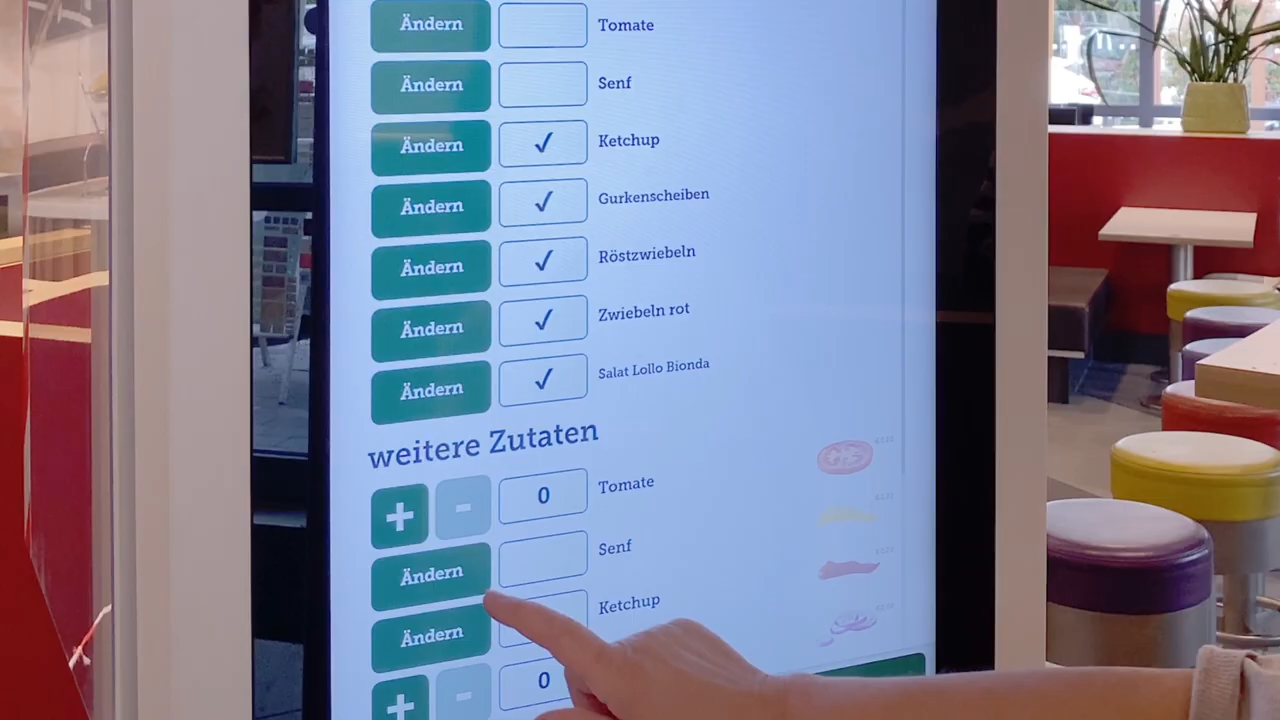 Ändern Tomate
Ändern Senf
Ändern ✓ Ketchup
Ändern ✓ Gurkenscheiben
Ändern ✓ Röstzwiebeln
Ändern ✓ Zwiebeln rot
Ändern ✓ Salat Lollo Bionda
weitere Zutaten
+ - 0 Tomate
Ändern Senf
Ändern Ketchup
+ - 0